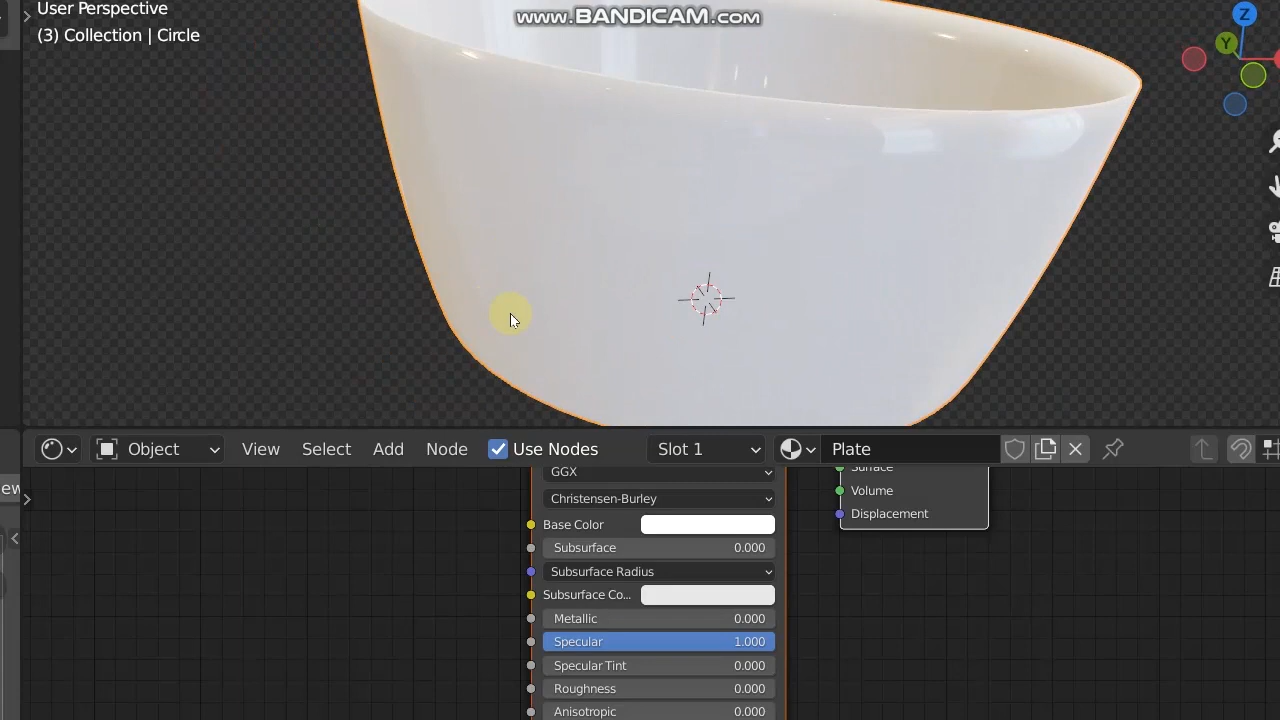 User Perspective
(3) Collection | Circle
www.BANDICAM.com
Z
Y
Object
View
Select
Add
Node
Use Nodes
Slot 1
Plate
GGX
Surface
Christensen-Burley
Volume
Displacement
Base Color
Subsurface 0.000
Subsurface Radius
Subsurface Co...
Metallic 0.000
Specular 1.000
Specular Tint 0.000
Roughness 0.000
Anisotropic 0.000